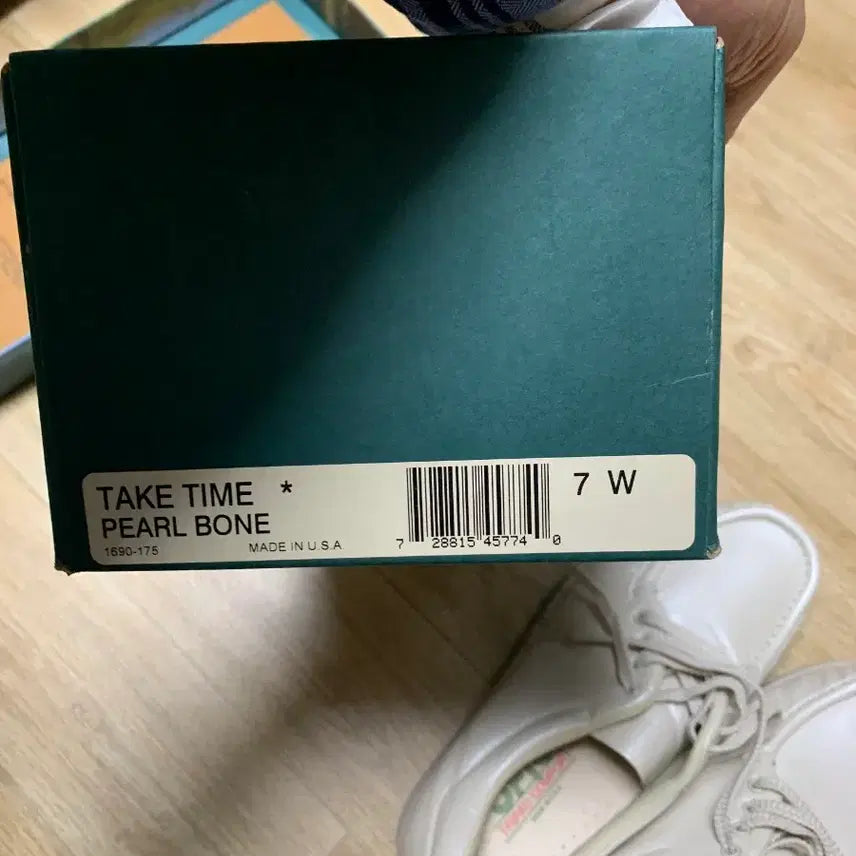 TAKE TIME *
PEARL BONE
1690-175 MADE IN U.S.A
7 28815 45774 0
7 W